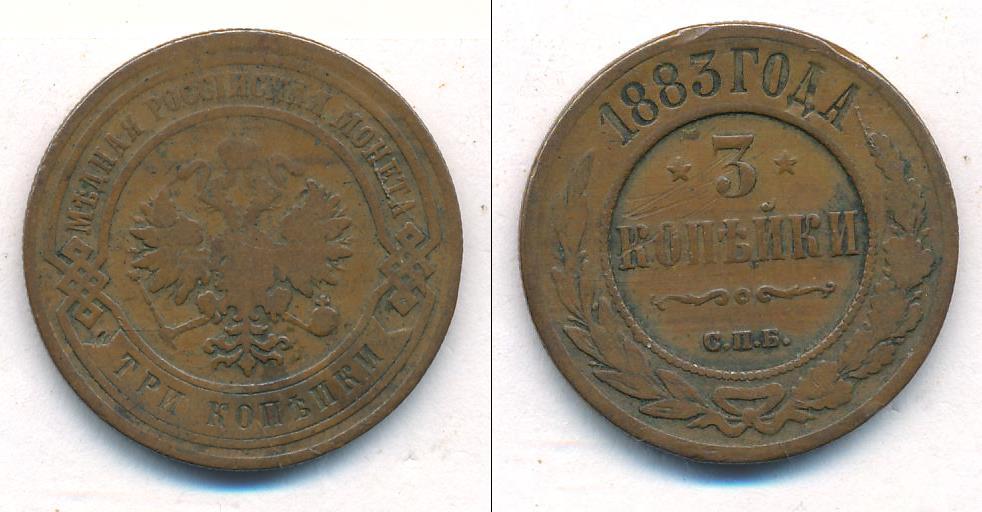 МѢДНАЯ РОССІЙСКАЯ МОНЕТА
ТРИ КОПѢЙКИ
1883 ГОДА
3
КОПѢЙКИ
С.П.Б.